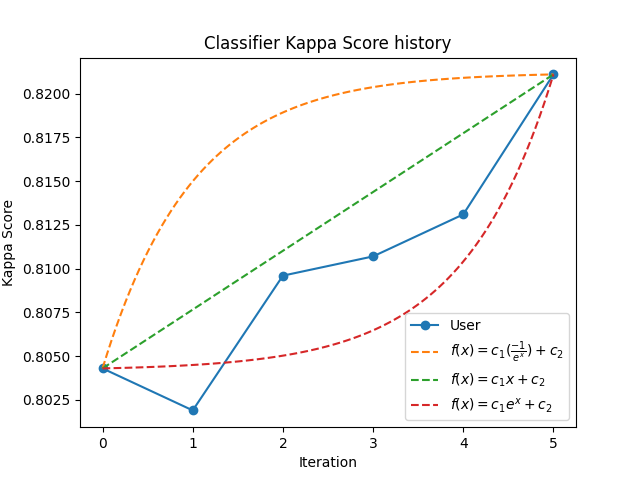 Classifier Kappa Score history
0.8200
0.8175
0.8150
0.8125
0.8100
0.8075
0.8050
0.8025
Kappa Score
0 1 2 3 4 5
Iteration
User
f(x) = c₁(−1/eˣ) + c₂
f(x) = c₁x + c₂
f(x) = c₁eˣ + c₂